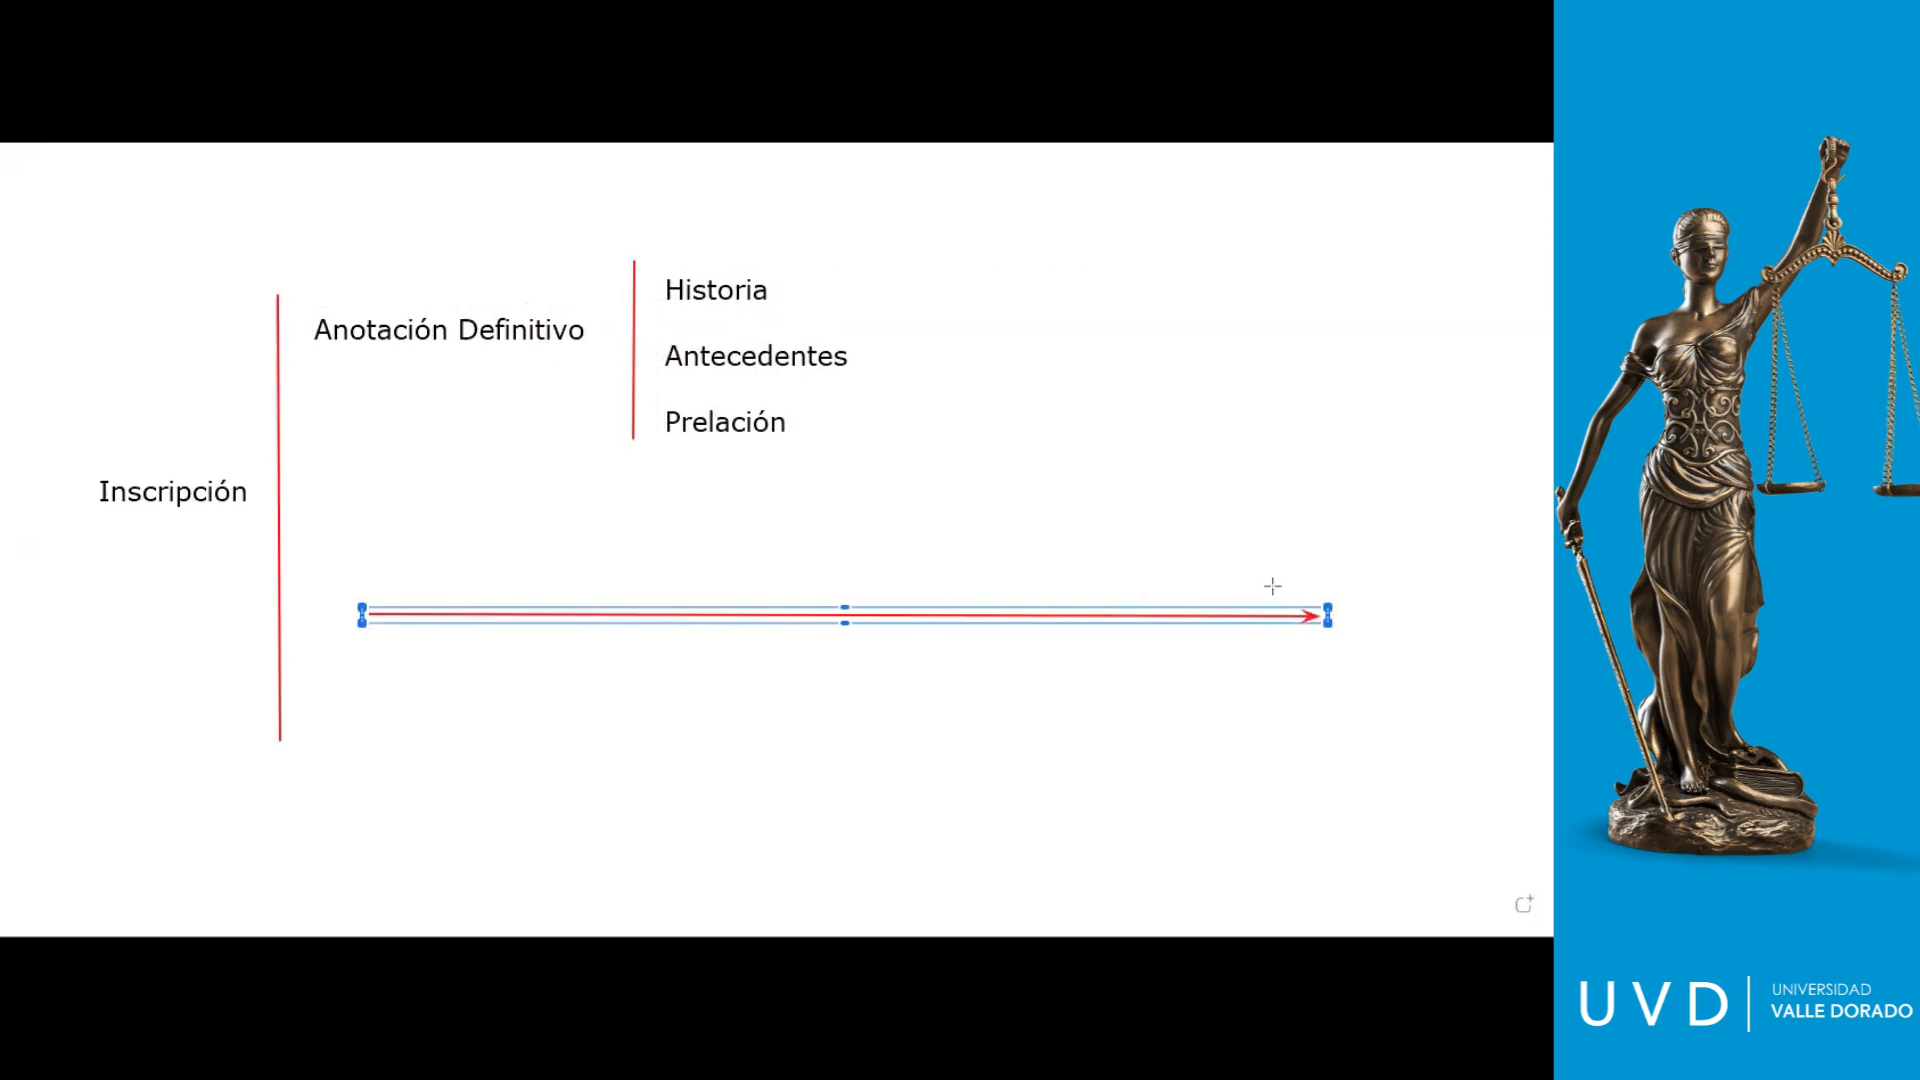 Historia
Anotación Definitivo
Antecedentes
Prelación
Inscripción
UVD
UNIVERSIDAD
VALLE DORADO